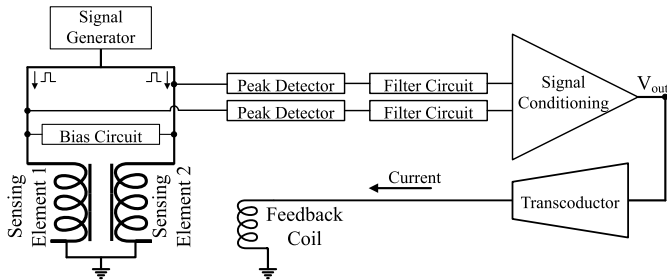 Signal
Generator
Peak Detector
Filter Circuit
Signal
Conditioning
Vout
Peak Detector
Filter Circuit
Bias Circuit
Sensing
Element 1
Sensing
Element 2
Current
Transcoductor
Feedback
Coil